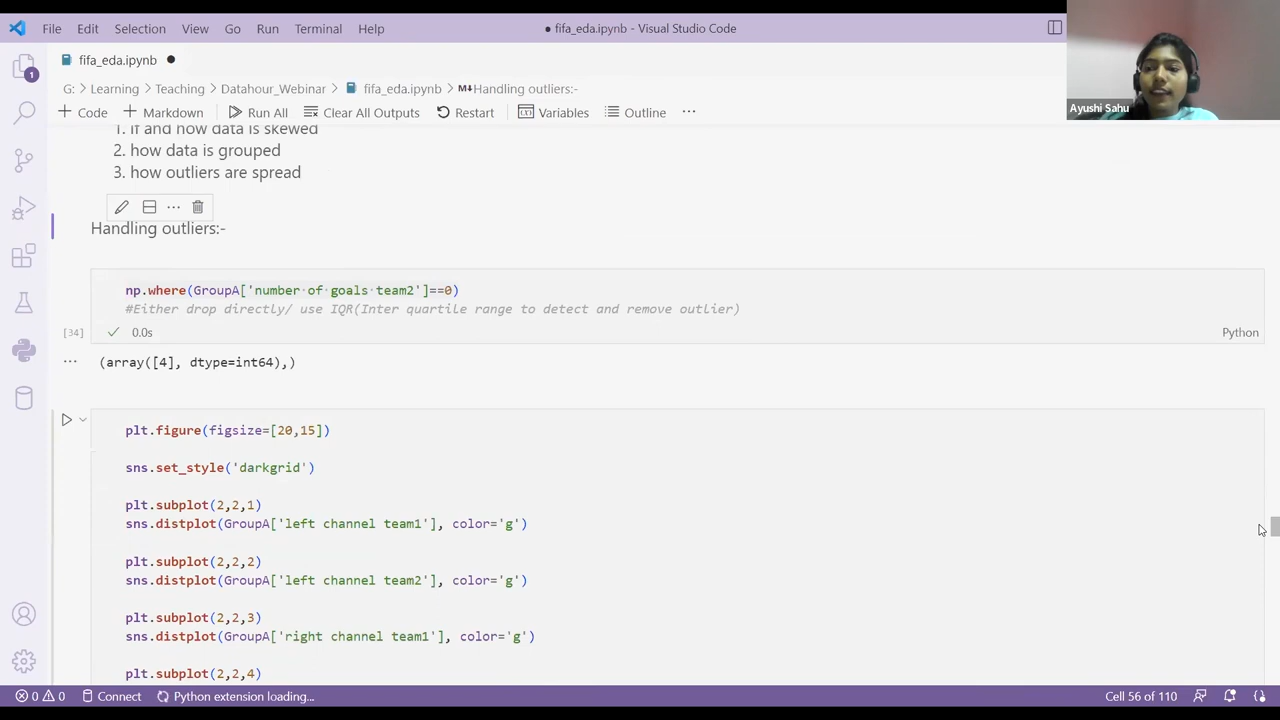 File Edit Selection View Go Run Terminal Help ● fifa_eda.ipynb - Visual Studio Code
fifa_eda.ipynb ●
G: › Learning › Teaching › Datahour_Webinar › fifa_eda.ipynb › M↓Handling outliers:-
+ Code + Markdown Run All Clear All Outputs Restart Variables Outline ...
Ayushi Sahu
1. if and how data is skewed
2. how data is grouped
3. how outliers are spread
Handling outliers:-
np.where(GroupA['number of goals team2']==0)
#Either drop directly/ use IQR(Inter quartile range to detect and remove outlier)
[34] 0.0s Python
... (array([4], dtype=int64),)
plt.figure(figsize=[20,15])
sns.set_style('darkgrid')
plt.subplot(2,2,1)
sns.distplot(GroupA['left channel team1'], color='g')
plt.subplot(2,2,2)
sns.distplot(GroupA['left channel team2'], color='g')
plt.subplot(2,2,3)
sns.distplot(GroupA['right channel team1'], color='g')
plt.subplot(2,2,4)
1
0 0 Connect Python extension loading... Cell 56 of 110